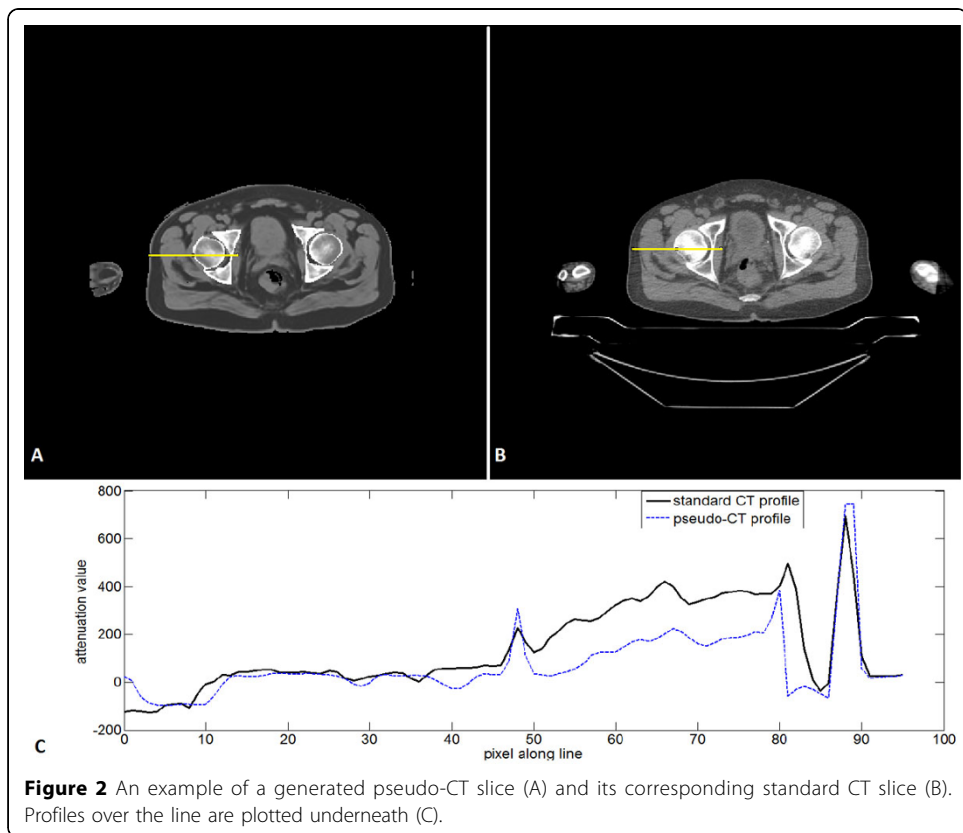 A
B
800
600
400
200
0
-200
attenuation value
standard CT profile
pseudo-CT profile
0 10 20 30 40 50 60 70 80 90 100
pixel along line
C
Figure 2 An example of a generated pseudo-CT slice (A) and its corresponding standard CT slice (B).
Profiles over the line are plotted underneath (C).